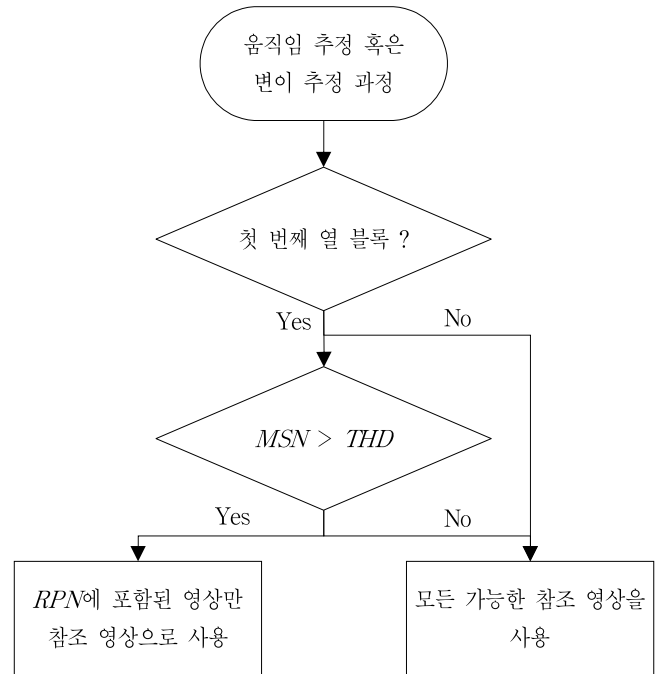 움직임 추정 혹은
변이 추정 과정
첫 번째 열 블록 ?
Yes
No
MSN > THD
Yes
No
RPN에 포함된 영상만
참조 영상으로 사용
모든 가능한 참조 영상을
사용